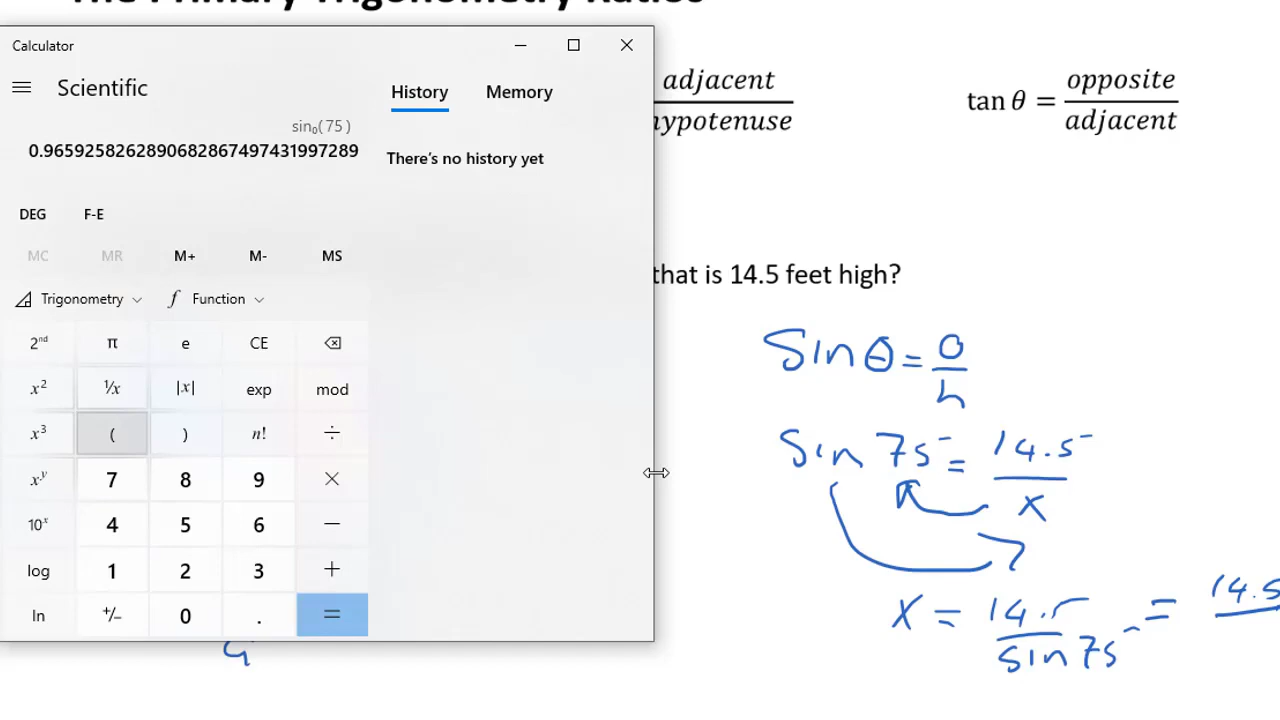 The Primary Trigonometry Ratios
Calculator
Scientific
History
Memory
sin₀(75)
0.9659258262890682867497431997289
There's no history yet
DEG F-E
MC MR M+ M- MS
Trigonometry f Function
2ⁿᵈ π e CE
x² ¹/x |x| exp mod
x³ ( ) n! ÷
xʸ 7 8 9 ×
10ˣ 4 5 6 −
log 1 2 3 +
ln +/− 0 . =
adjacent
hypotenuse
tan θ = opposite
adjacent
that is 14.5 feet high?
Sin θ = o
h
Sin 75 = 14.5
x
x = 14.5 = 14.5
sin 75